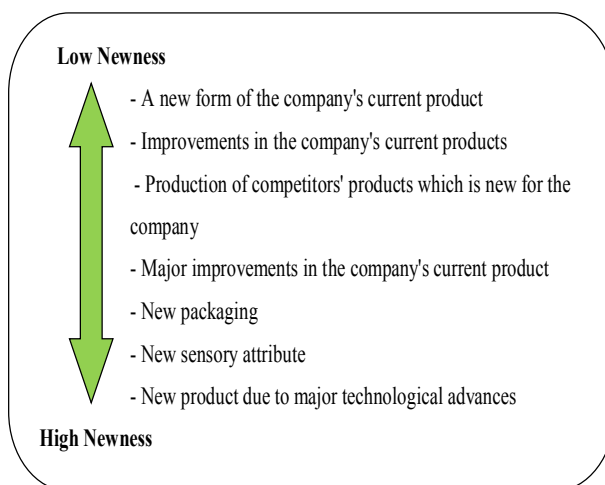 Low Newness
- A new form of the company's current product
- Improvements in the company's current products
- Production of competitors' products which is new for the
company
- Major improvements in the company's current product
- New packaging
- New sensory attribute
- New product due to major technological advances
High Newness